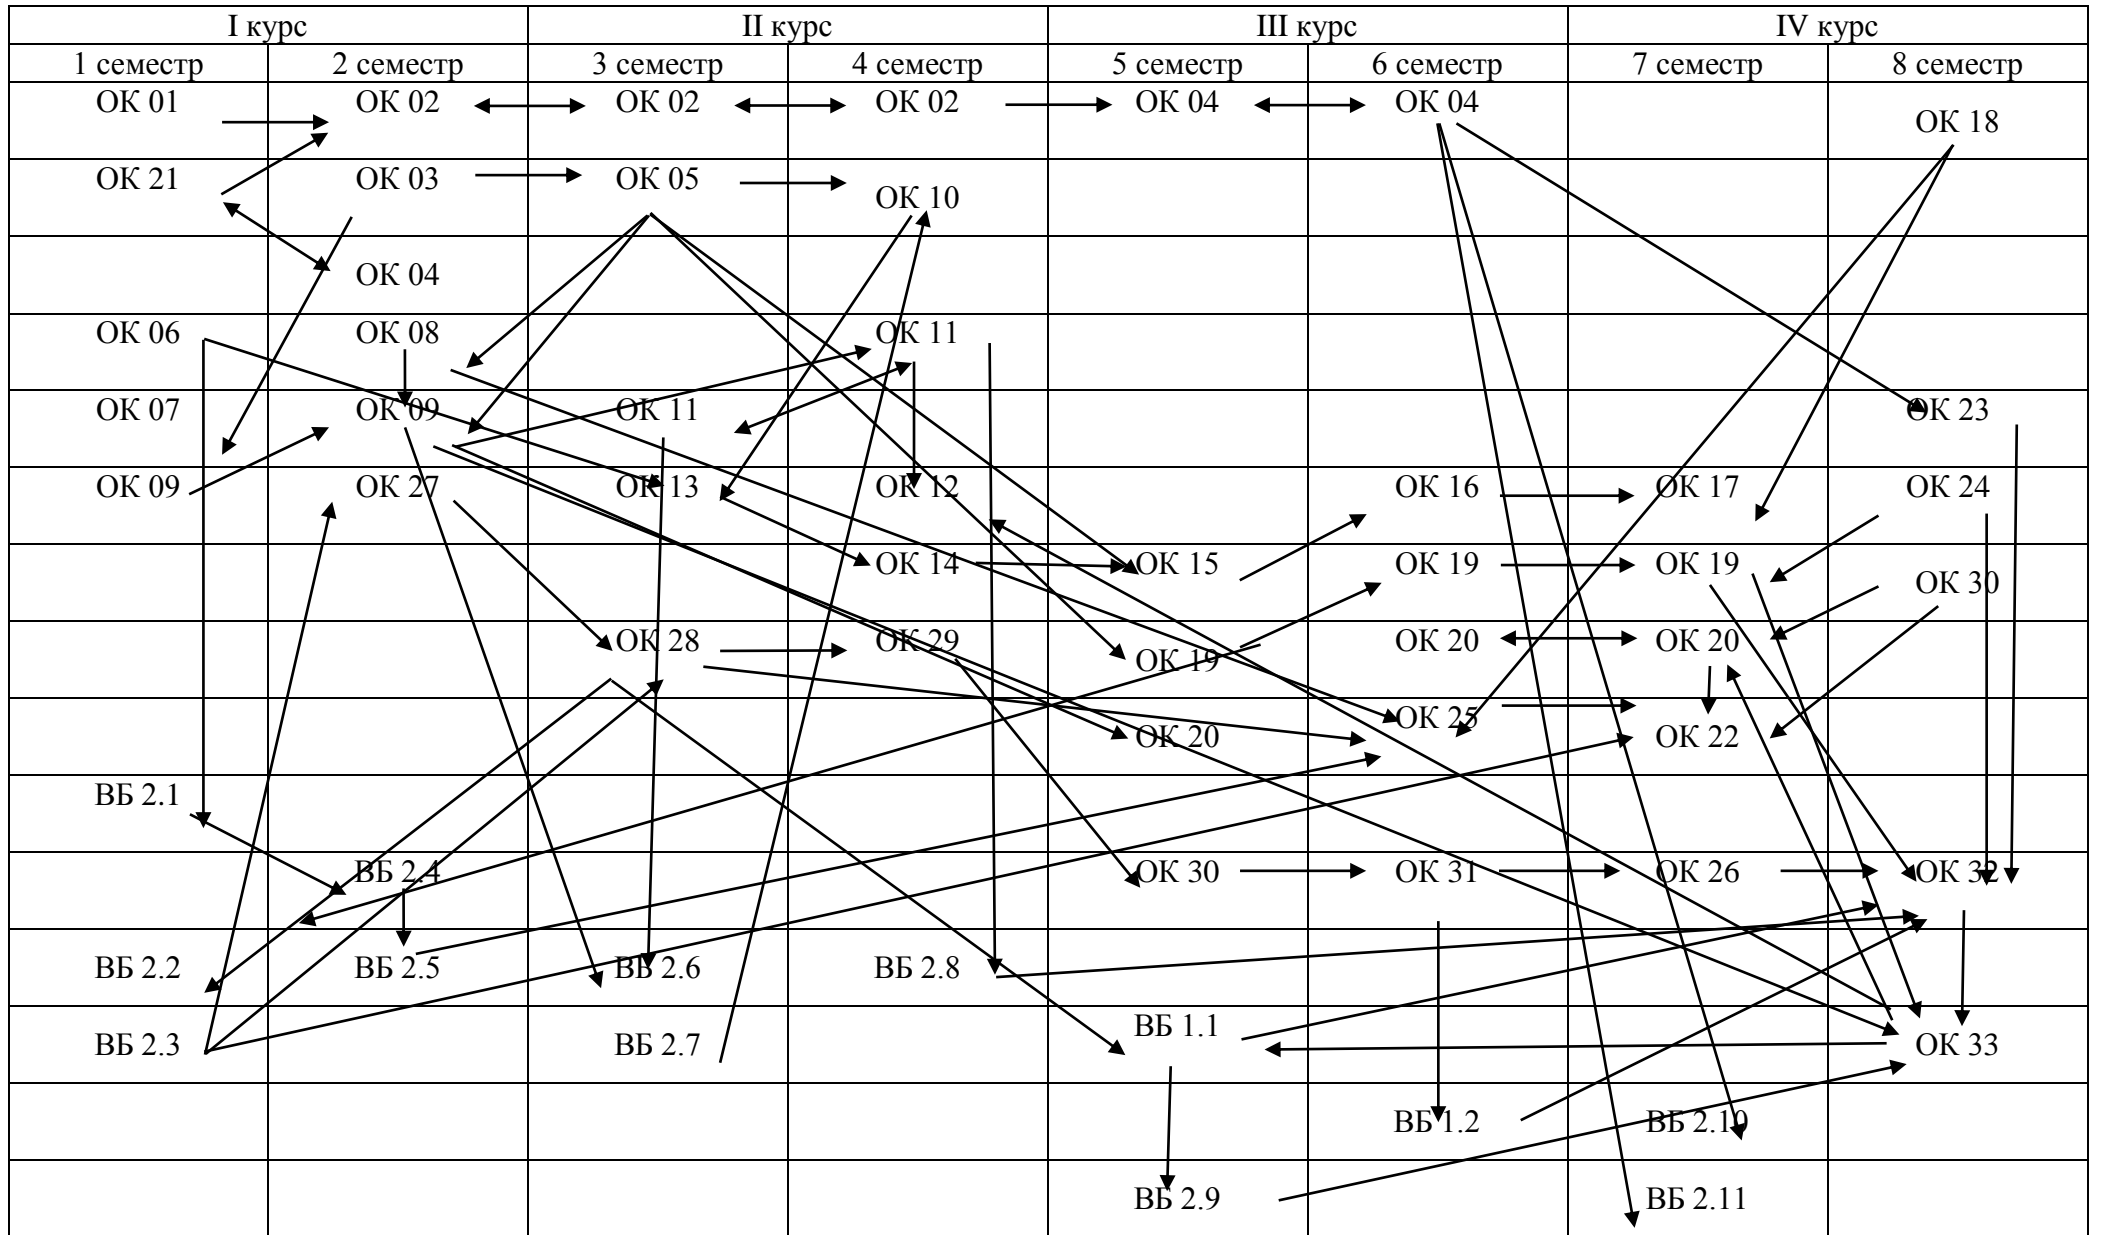 I курс II курс III курс IV курс
1 семестр 2 семестр 3 семестр 4 семестр 5 семестр 6 семестр 7 семестр 8 семестр
ОК 01 ОК 02 ОК 02 ОК 02 ОК 04 ОК 04 ОК 18
ОК 21 ОК 03 ОК 05 ОК 10
ОК 04
ОК 06 ОК 08 ОК 11
ОК 07 ОК 09 ОК 11 ОК 23
ОК 09 ОК 27 ОК 13 ОК 12 ОК 16 ОК 17 ОК 24
ОК 14 ОК 15 ОК 19 ОК 19 ОК 30
ОК 28 ОК 29 ОК 19 ОК 20 ОК 20
ОК 20 ОК 25 ОК 22
ВБ 2.1
ВБ 2.4 ОК 30 ОК 31 ОК 26 ОК 32
ВБ 2.2 ВБ 2.5 ВБ 2.6 ВБ 2.8
ВБ 2.3 ВБ 2.7 ВБ 1.1 ОК 33
ВБ 1.2 ВБ 2.10
ВБ 2.9 ВБ 2.11